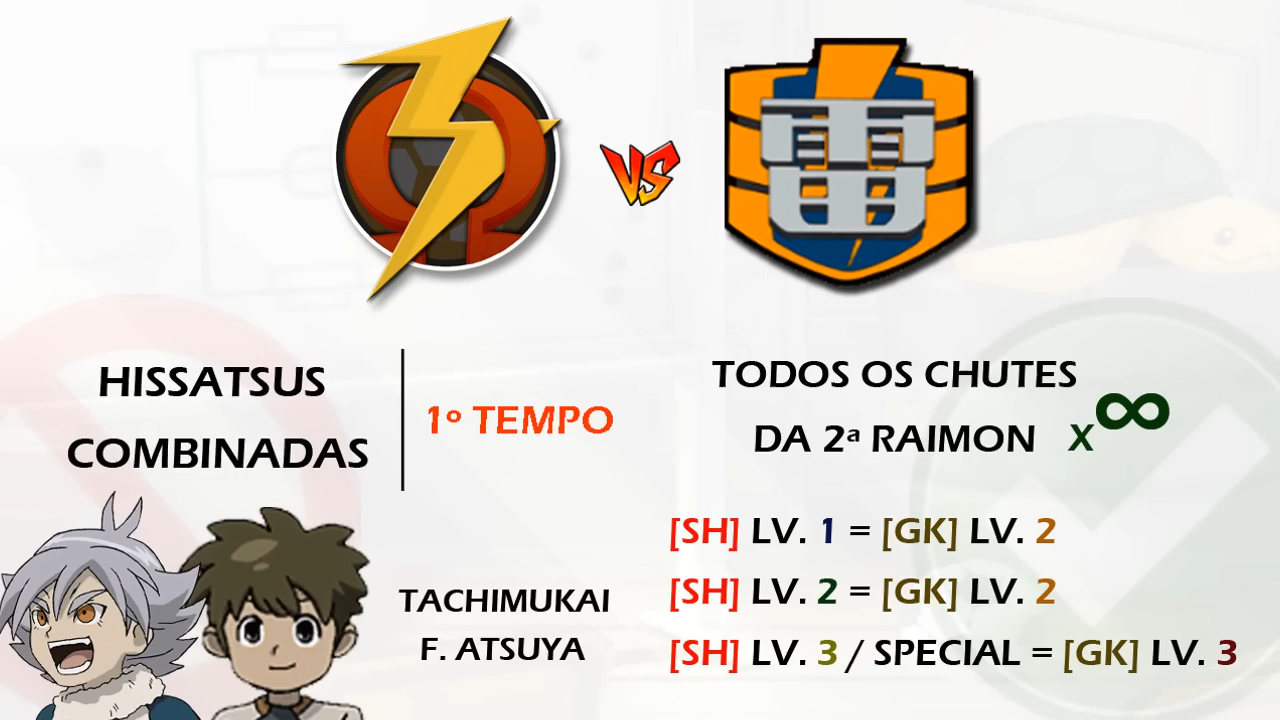 VS
HISSATSUS
COMBINADAS
1º TEMPO
TODOS OS CHUTES
DA 2ª RAIMON x∞
TACHIMUKAI
F. ATSUYA
[SH] LV. 1 = [GK] LV. 2
[SH] LV. 2 = [GK] LV. 2
[SH] LV. 3 / SPECIAL = [GK] LV. 3